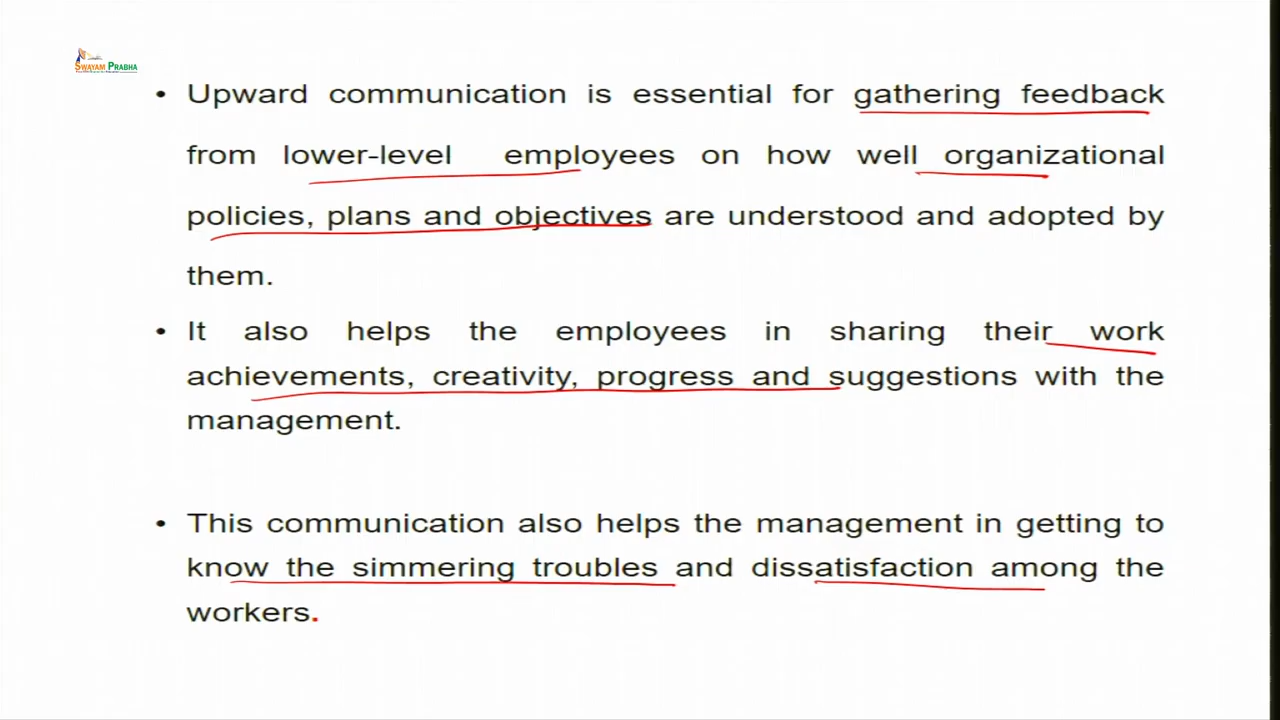 SWAYAM PRABHA
• Upward communication is essential for gathering feedback
from lower-level employees on how well organizational
policies, plans and objectives are understood and adopted by
them.
• It also helps the employees in sharing their work
achievements, creativity, progress and suggestions with the
management.
• This communication also helps the management in getting to
know the simmering troubles and dissatisfaction among the
workers.